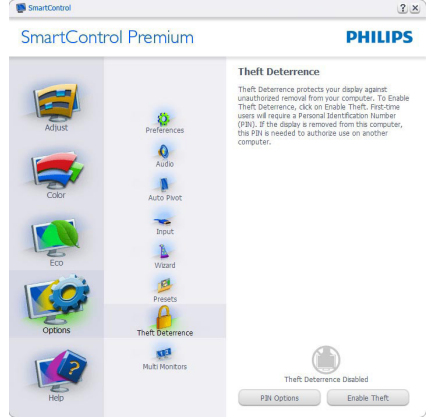 SmartControl
SmartControl Premium
PHILIPS
Adjust
Color
Eco
Options
Help
Preferences
Audio
Auto Pivot
Input
Wizard
Presets
Theft Deterrence
Multi Monitors
Theft Deterrence
Theft Deterrence protects your display against
unauthorized removal from your computer. To Enable
Theft Deterrence, click on Enable Theft. First-time
users will require a Personal Identification Number
(PIN). If the display is removed from this computer,
this PIN is needed to authorize use on another
computer.
Theft Deterrence Disabled
PIN Options
Enable Theft